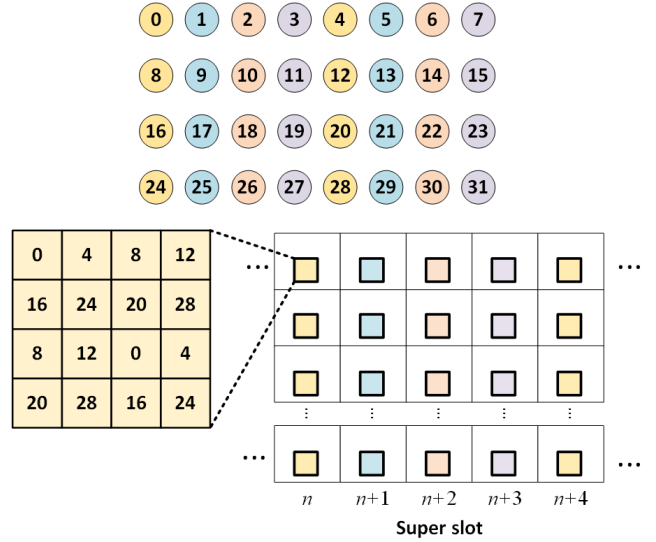 0 1 2 3 4 5 6 7
8 9 10 11 12 13 14 15
16 17 18 19 20 21 22 23
24 25 26 27 28 29 30 31
0 4 8 12
16 24 20 28
8 12 0 4
20 28 16 24
... ...
⋮ ⋮ ⋮ ⋮ ⋮
... ...
n n+1 n+2 n+3 n+4
Super slot